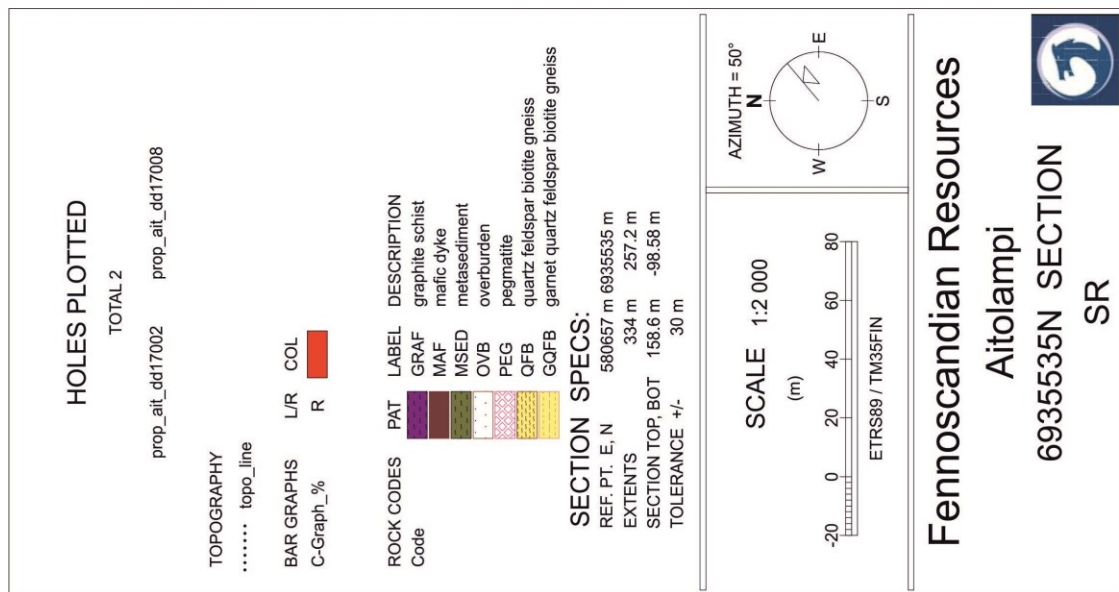 HOLES PLOTTED
TOTAL 2
prop_ait_dd17002 prop_ait_dd17008
TOPOGRAPHY
....... topo_line
BAR GRAPHS L/R COL
C-Graph_% R
ROCK CODES PAT LABEL DESCRIPTION
Code GRAF graphite schist
MAF mafic dyke
MSED metasediment
OVB overburden
PEG pegmatite
QFB quartz feldspar biotite gneiss
GQFB garnet quartz feldspar biotite gneiss
SECTION SPECS:
REF. PT. E, N 580657 m 6935535 m
EXTENTS 334 m 257.2 m
SECTION TOP, BOT 158.6 m -98.58 m
TOLERANCE +/- 30 m
SCALE 1:2 000
(m)
-20 0 20 40 60 80
ETRS89 / TM35FIN
AZIMUTH = 50°
N
W E
S
Fennoscandian Resources
Aitolampi
6935535N SECTION
SR